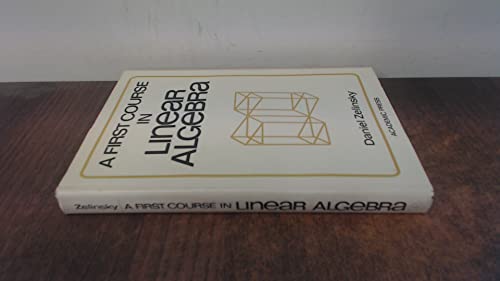 A FIRST COURSE
IN
LINEAR
ALGEBRA
Daniel Zelinsky
ACADEMIC PRESS
Zelinsky A FIRST COURSE IN LINEAR ALGEBRA